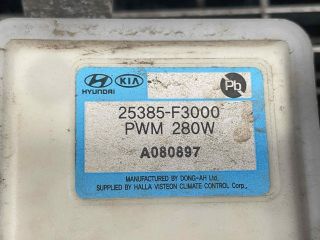 HYUNDAI KIA Pb
25385-F3000
PWM 280W
A080897
MANUFACTURED BY DONG-AH Ltd.
SUPPLIED BY HALLA VISTEON CLIMATE CONTROL Corp.